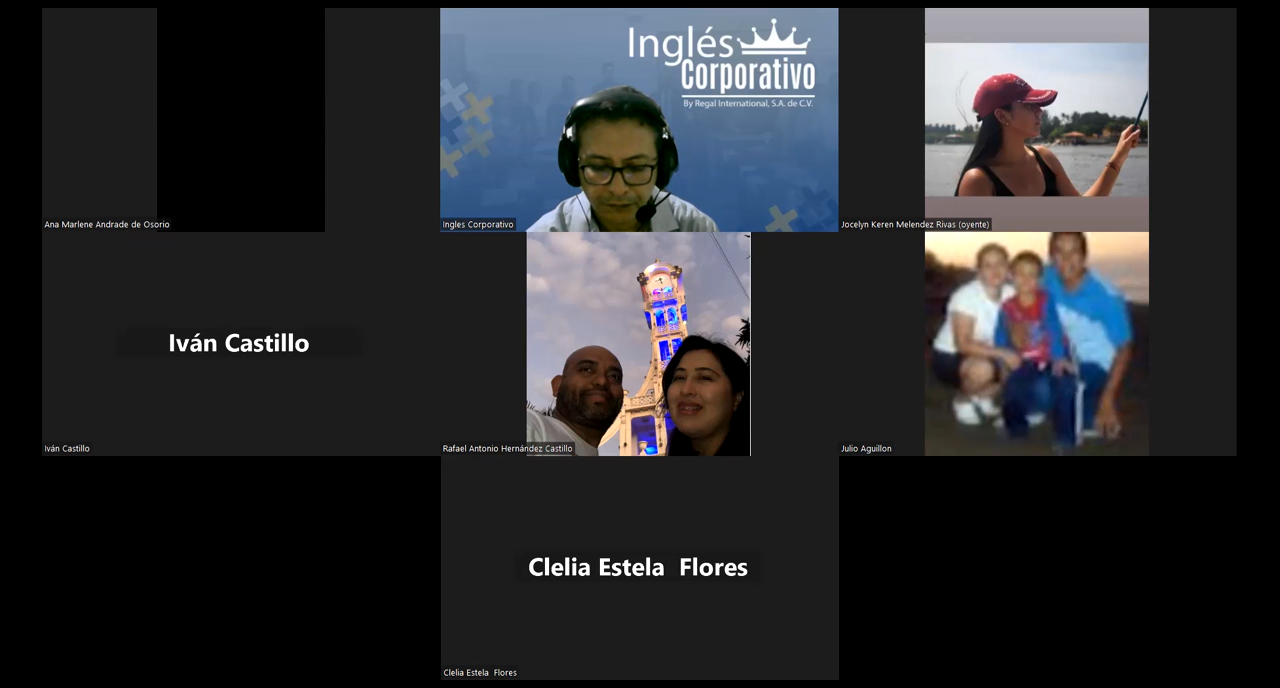 Inglés
Corporativo
By Regal International, S.A. de C.V.
Ana Marlene Andrade de Osorio
Ingles Corporativo
Jocelyn Keren Melendez Rivas (oyente)
Iván Castillo
Iván Castillo
Rafael Antonio Hernández Castillo
Julio Aguillon
Clelia Estela  Flores
Clelia Estela  Flores